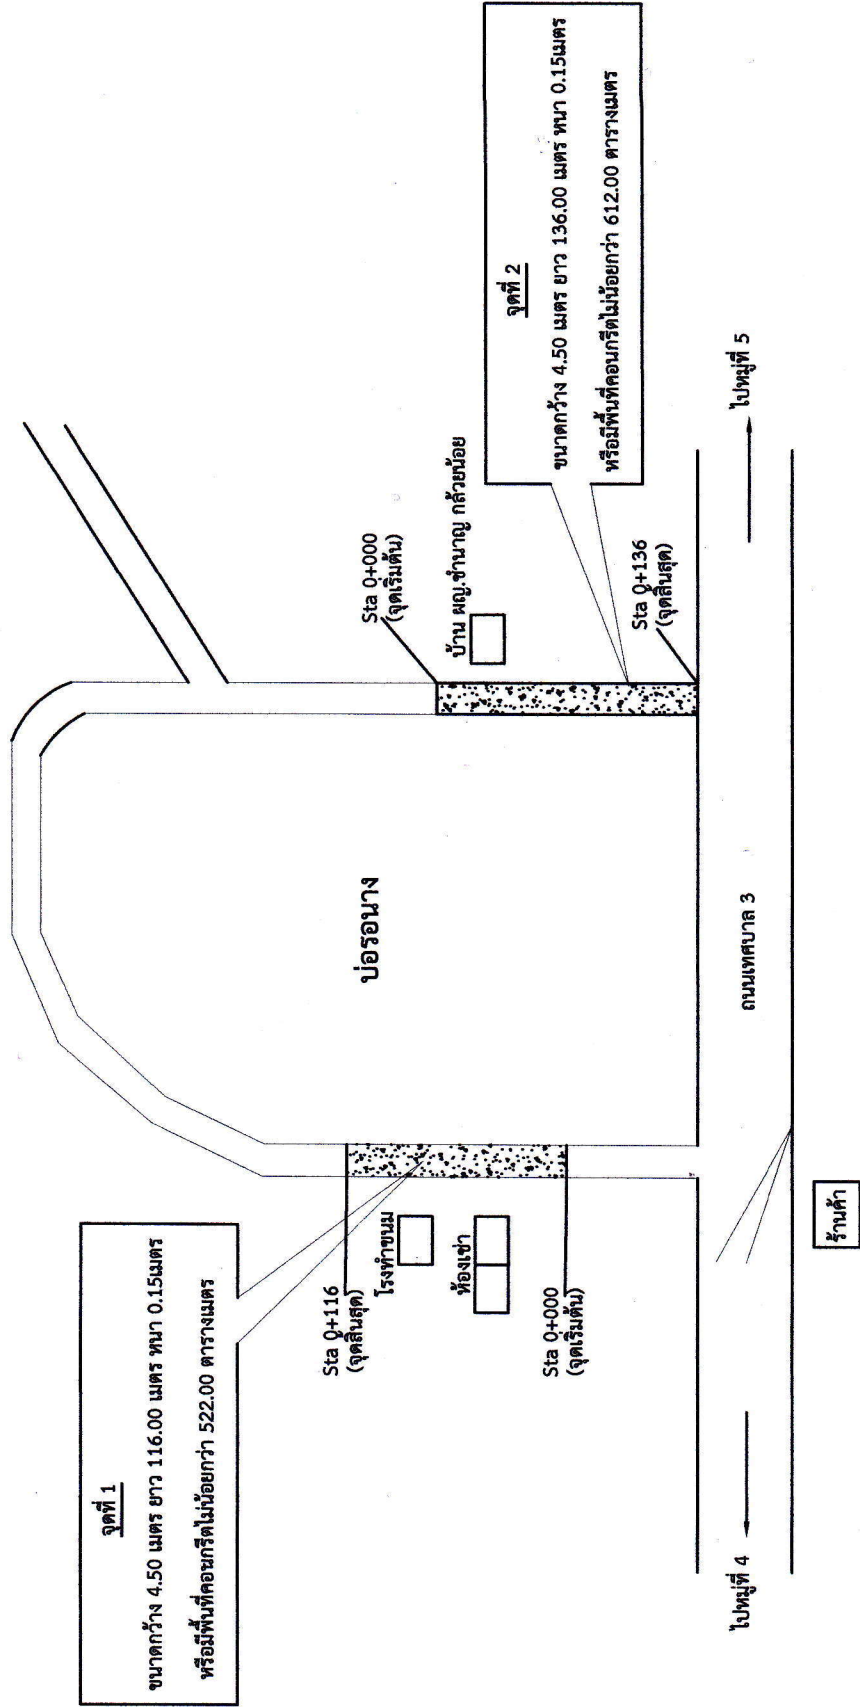 จุดที่ 1
ขนาดกว้าง 4.50 เมตร ยาว 116.00 เมตร หนา 0.15เมตร
หรือมีพื้นที่คอนกรีตไม่น้อยกว่า 522.00 ตารางเมตร
Sta 0+116
(จุดสิ้นสุด)
โรงทำขนม
ห้องเช่า
Sta 0+000
(จุดเริ่มต้น)
บ่อรอนาง
Sta 0+000
(จุดเริ่มต้น)
บ้าน ผญ.ชำนาญ กล้วยน้อย
จุดที่ 2
ขนาดกว้าง 4.50 เมตร ยาว 136.00 เมตร หนา 0.15เมตร
หรือมีพื้นที่คอนกรีตไม่น้อยกว่า 612.00 ตารางเมตร
Sta 0+136
(จุดสิ้นสุด)
ไปหมู่ที่ 4
ถนนเทศบาล 3
ไปหมู่ที่ 5
ร้านค้า